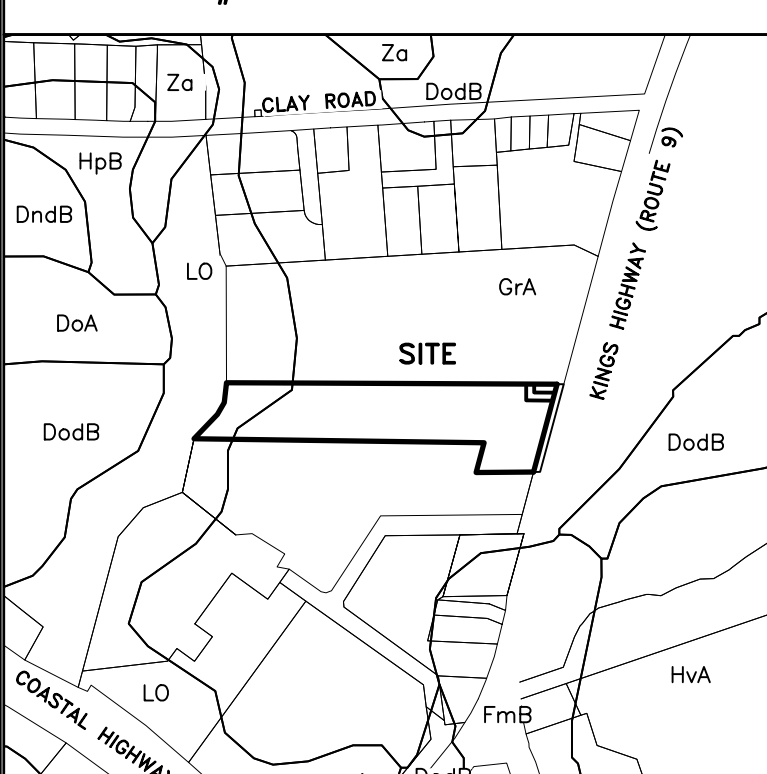 Za
Za
DodB
CLAY ROAD
HpB
DndB
LO
GrA
KINGS HIGHWAY (ROUTE 9)
DoA
SITE
DodB
DodB
LO
HvA
FmB
COASTAL HIGHWAY
DodB